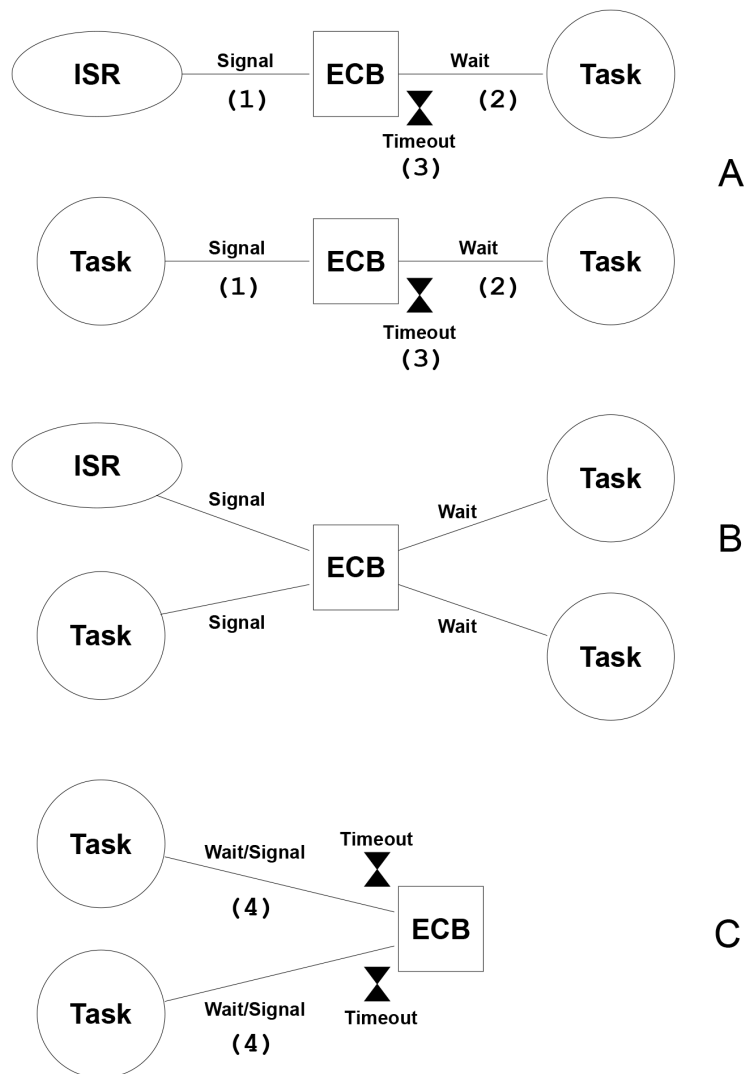 ISR
Signal
(1)
ECB
Wait
(2)
Task
Timeout
(3)
A
Task
Signal
(1)
ECB
Wait
(2)
Task
Timeout
(3)
ISR
Signal
Task
Signal
ECB
Wait
Task
Wait
Task
B
Task
Wait/Signal
(4)
Timeout
ECB
C
Task
Wait/Signal
(4)
Timeout